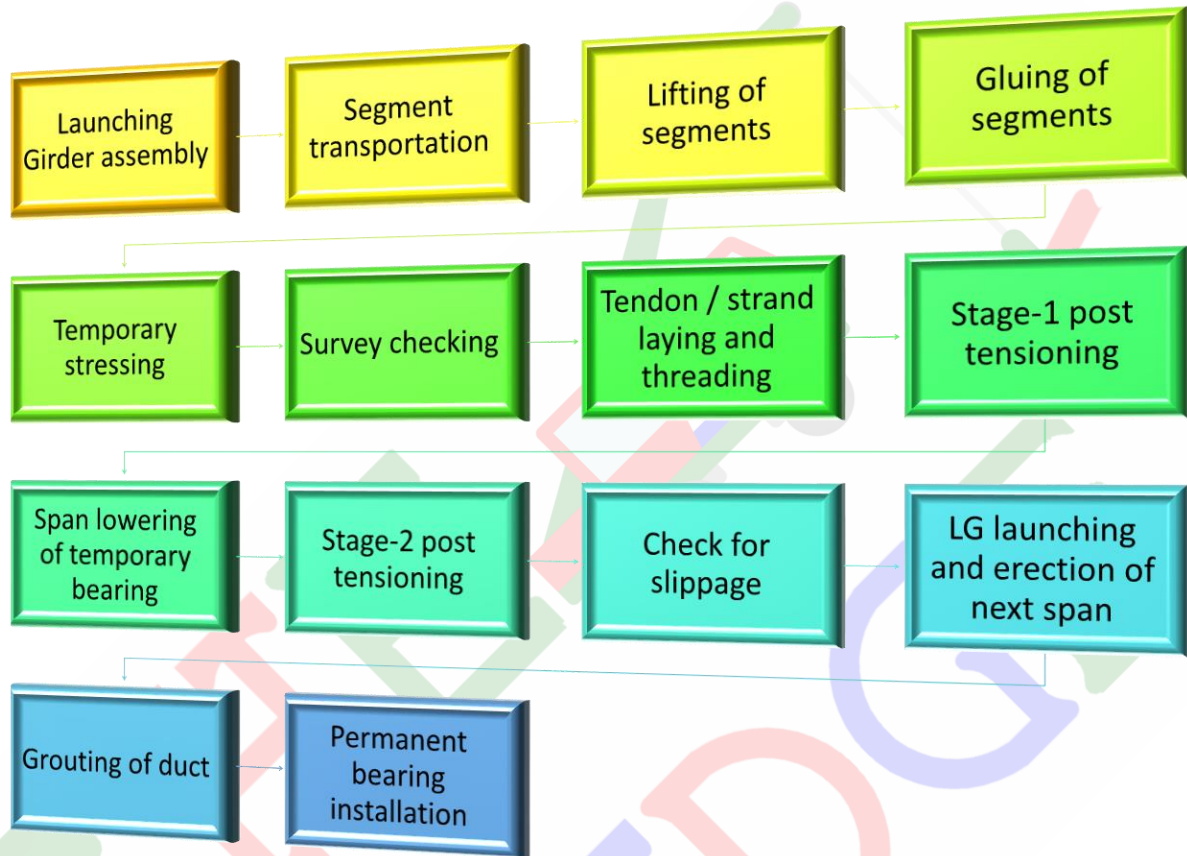 Launching
Girder assembly
Segment
transportation
Lifting of
segments
Gluing of
segments
Temporary
stressing
Survey checking
Tendon / strand
laying and
threading
Stage-1 post
tensioning
Span lowering
of temporary
bearing
Stage-2 post
tensioning
Check for
slippage
LG launching
and erection of
next span
Grouting of duct
Permanent
bearing
installation